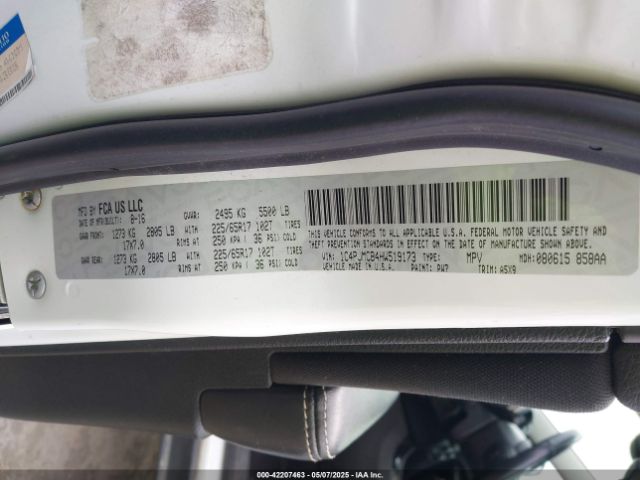 MFD BY FCA US LLC
DATE OF MFR(BUILT): 8-16 GVWR: 2495 KG 5500 LB
GAWR FRONT: 1273 KG 2805 LB WITH 225/65R17 102T TIRES
17X7.0 RIMS AT 250 KPA ( 36 PSI) COLD
GAWR REAR: 1273 KG 2805 LB WITH 225/65R17 102T TIRES
17X7.0 RIMS AT 250 KPA ( 36 PSI) COLD
THIS VEHICLE CONFORMS TO ALL APPLICABLE U.S.A. FEDERAL MOTOR VEHICLE SAFETY AND
THEFT PREVENTION STANDARDS IN EFFECT ON THE DATE OF MANUFACTURE SHOWN ABOVE.
VIN: 1C4PJMCB4HW519173 TYPE: MPV MDH: 080615 858AA
VEHICLE MADE IN U.S.A. PAINT: PW7 TRIM: A5X9
000-42207463 - 05/07/2025 - IAA Inc.